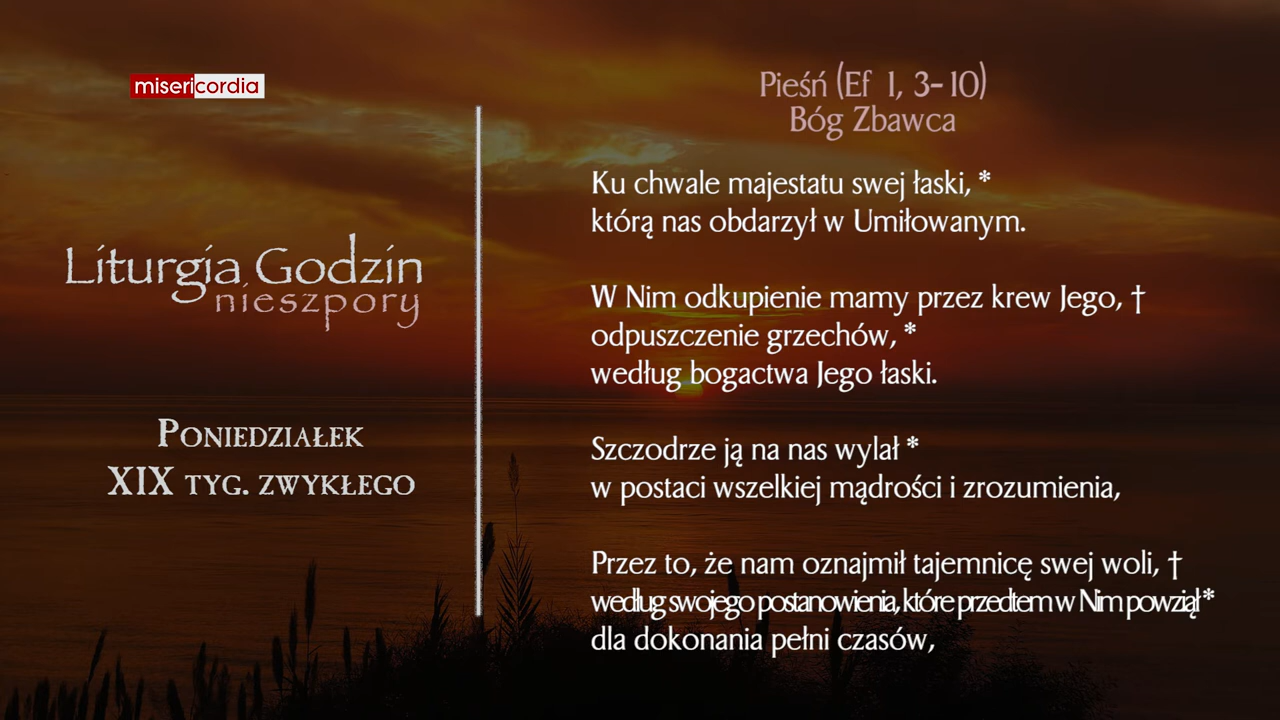 misericordia
Liturgia Godzin
nieszpory
Poniedziałek
XIX tyg. zwykłego
Pieśń (Ef 1, 3-10)
Bóg Zbawca
Ku chwale majestatu swej łaski, *
którą nas obdarzył w Umiłowanym.
W Nim odkupienie mamy przez krew Jego, †
odpuszczenie grzechów, *
według bogactwa Jego łaski.
Szczodrze ją na nas wylał *
w postaci wszelkiej mądrości i zrozumienia,
Przez to, że nam oznajmił tajemnicę swej woli, †
według swojego postanowienia, które przedtem w Nim powziął *
dla dokonania pełni czasów,